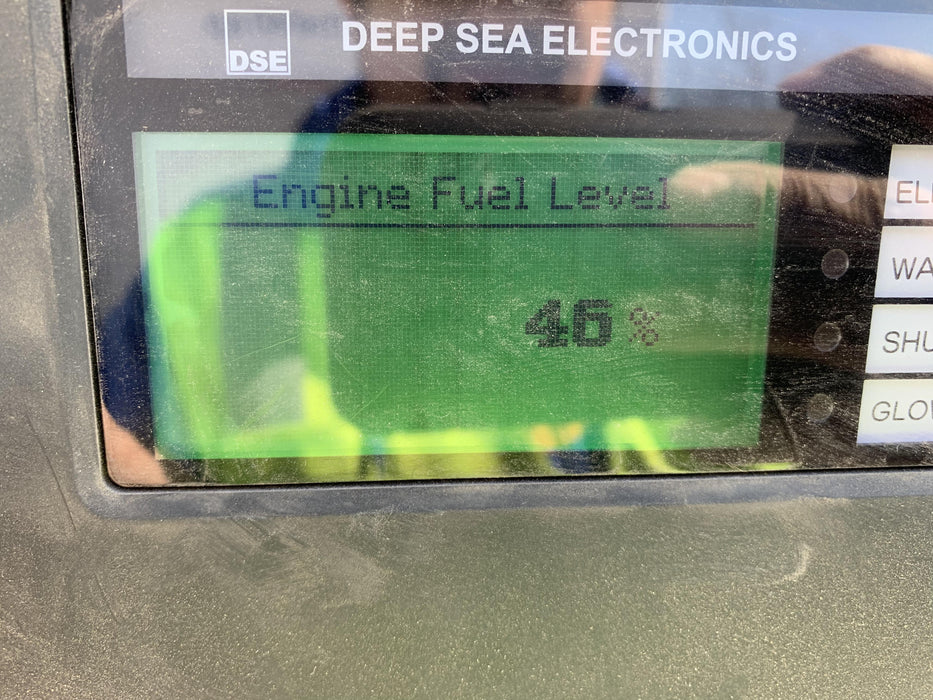 DSE DEEP SEA ELECTRONICS
Engine Fuel Level
46 %